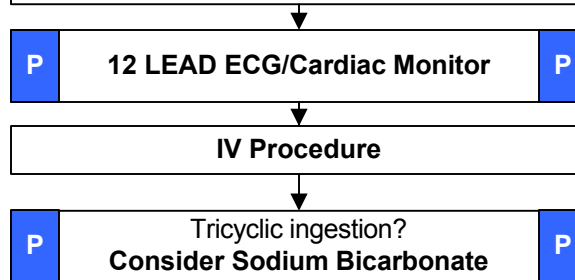 P 12 LEAD ECG/Cardiac Monitor P
IV Procedure
Tricyclic ingestion?
P Consider Sodium Bicarbonate P